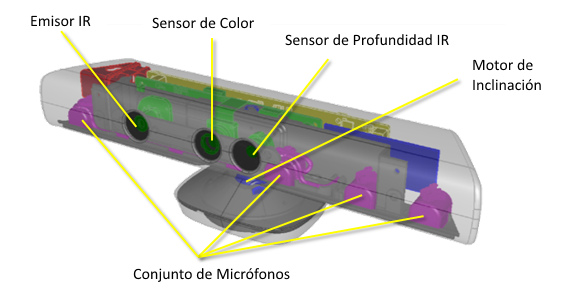 Emisor IR
Sensor de Color
Sensor de Profundidad IR
Motor de
Inclinación
Conjunto de Micrófonos